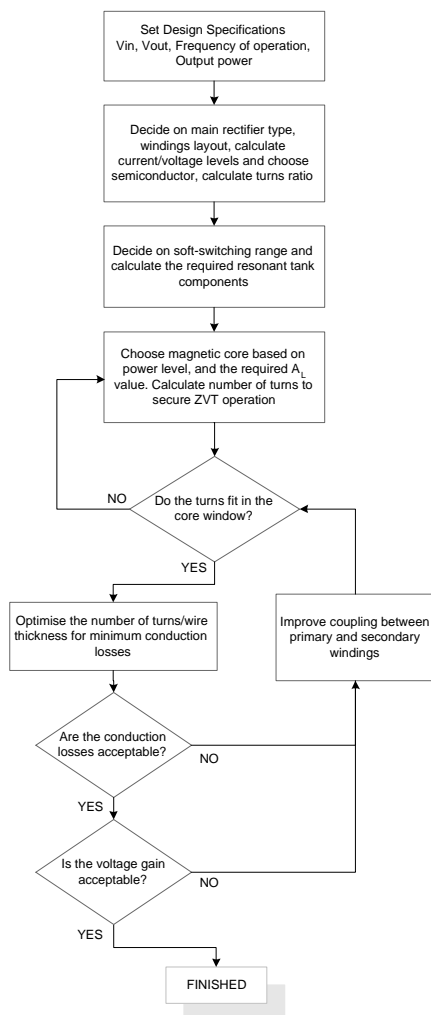 Set Design Specifications
Vin, Vout, Frequency of operation,
Output power
Decide on main rectifier type,
windings layout, calculate
current/voltage levels and choose
semiconductor, calculate turns ratio
Decide on soft-switching range and
calculate the required resonant tank
components
Choose magnetic core based on
power level, and the required A_L
value. Calculate number of turns to
secure ZVT operation
NO
Do the turns fit in the
core window?
YES
Optimise the number of turns/wire
thickness for minimum conduction
losses
Improve coupling between
primary and secondary
windings
Are the conduction
losses acceptable?
NO
YES
Is the voltage gain
acceptable?
NO
YES
FINISHED